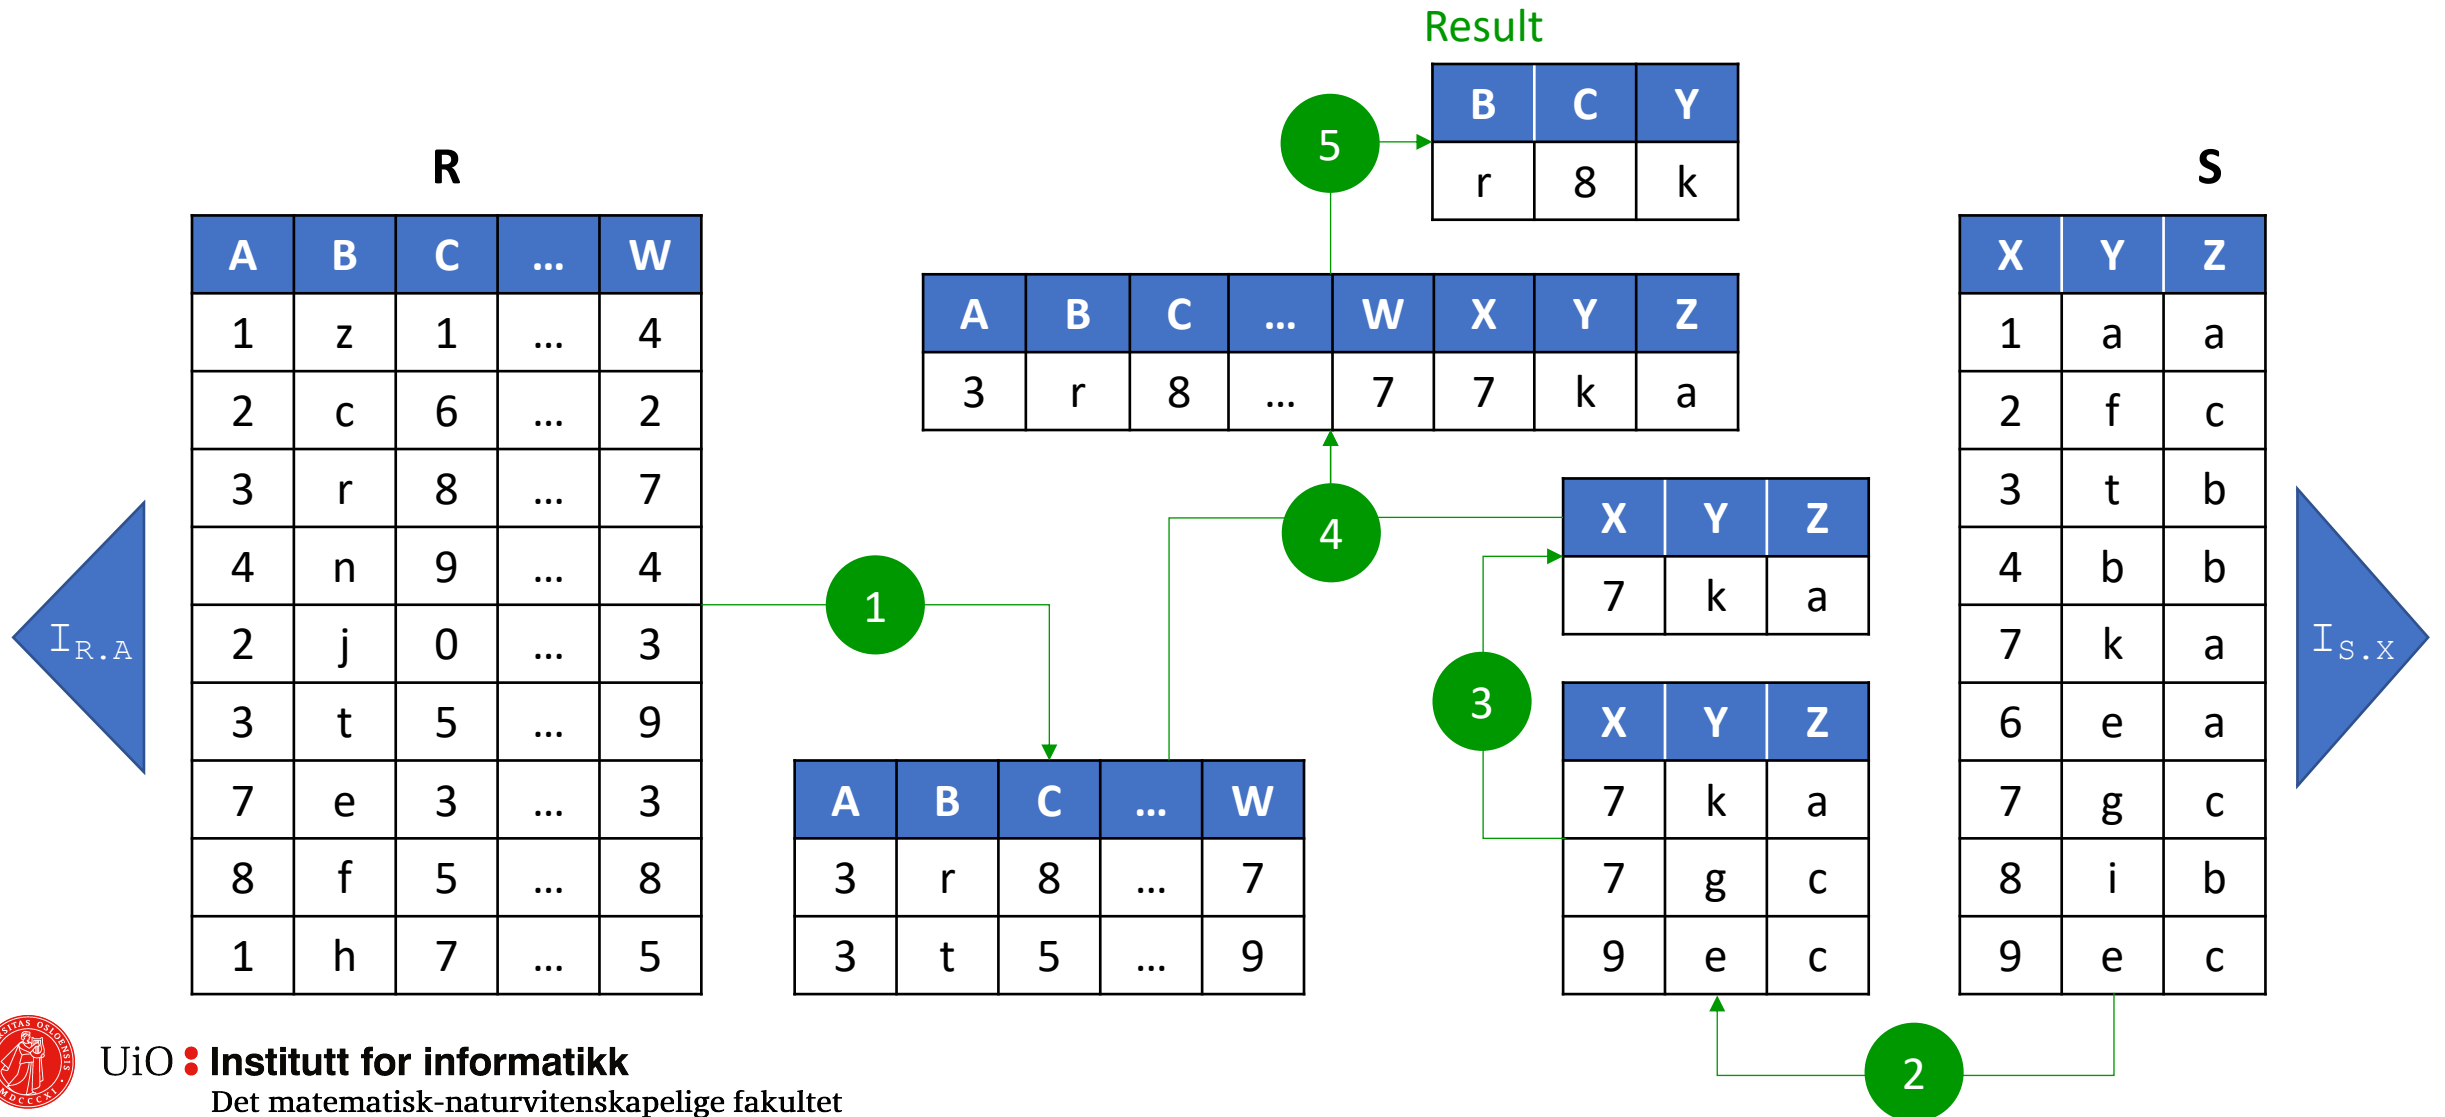 Result
B C Y
r 8 k
5
R
A B C ... W
1 z 1 ... 4
2 c 6 ... 2
3 r 8 ... 7
4 n 9 ... 4
2 j 0 ... 3
3 t 5 ... 9
7 e 3 ... 3
8 f 5 ... 8
1 h 7 ... 5
I R.A
A B C ... W X Y Z
3 r 8 ... 7 7 k a
4
1
A B C ... W
3 r 8 ... 7
3 t 5 ... 9
X Y Z
7 k a
3
X Y Z
7 k a
7 g c
9 e c
2
S
X Y Z
1 a a
2 f c
3 t b
4 b b
7 k a
6 e a
7 g c
8 i b
9 e c
I S.X
UiO : Institutt for informatikk
Det matematisk-naturvitenskapelige fakultet